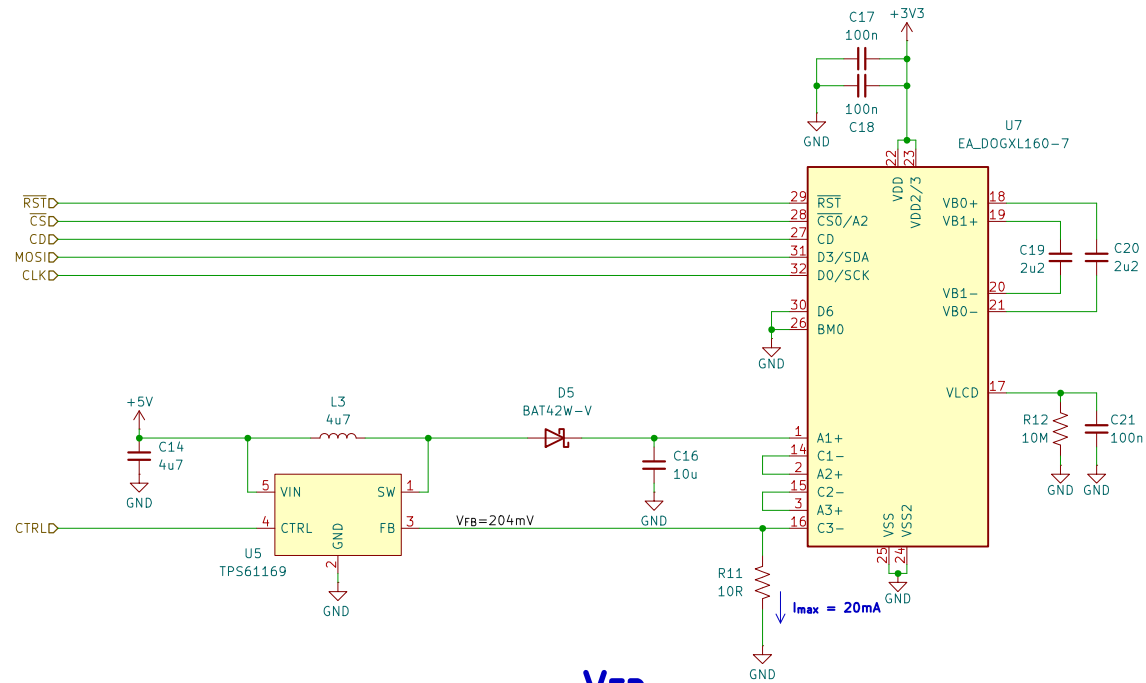 C17
100n
+3V3
100n
C18
GND
U7
EA_DOGXL160-7
22
23
VDD
VDD2/3
RST
CS
CD
MOSI
CLK
29
28
27
31
32
30
26
RST
CS0/A2
CD
D3/SDA
D0/SCK
D6
BM0
GND
VB0+
VB1+
VB1-
VB0-
18
19
20
21
C19
2u2
C20
2u2
VLCD
17
R12
10M
C21
100n
GND
GND
+5V
C14
4u7
GND
L3
4u7
D5
BAT42W-V
C16
10u
GND
1
14
2
15
3
16
A1+
C1-
A2+
C2-
A3+
C3-
VSS
VSS2
25
24
GND
5
VIN
SW
1
CTRL
4
CTRL
GND
FB
3
2
U5
TPS61169
GND
VFB=204mV
R11
10R
Imax = 20mA
GND